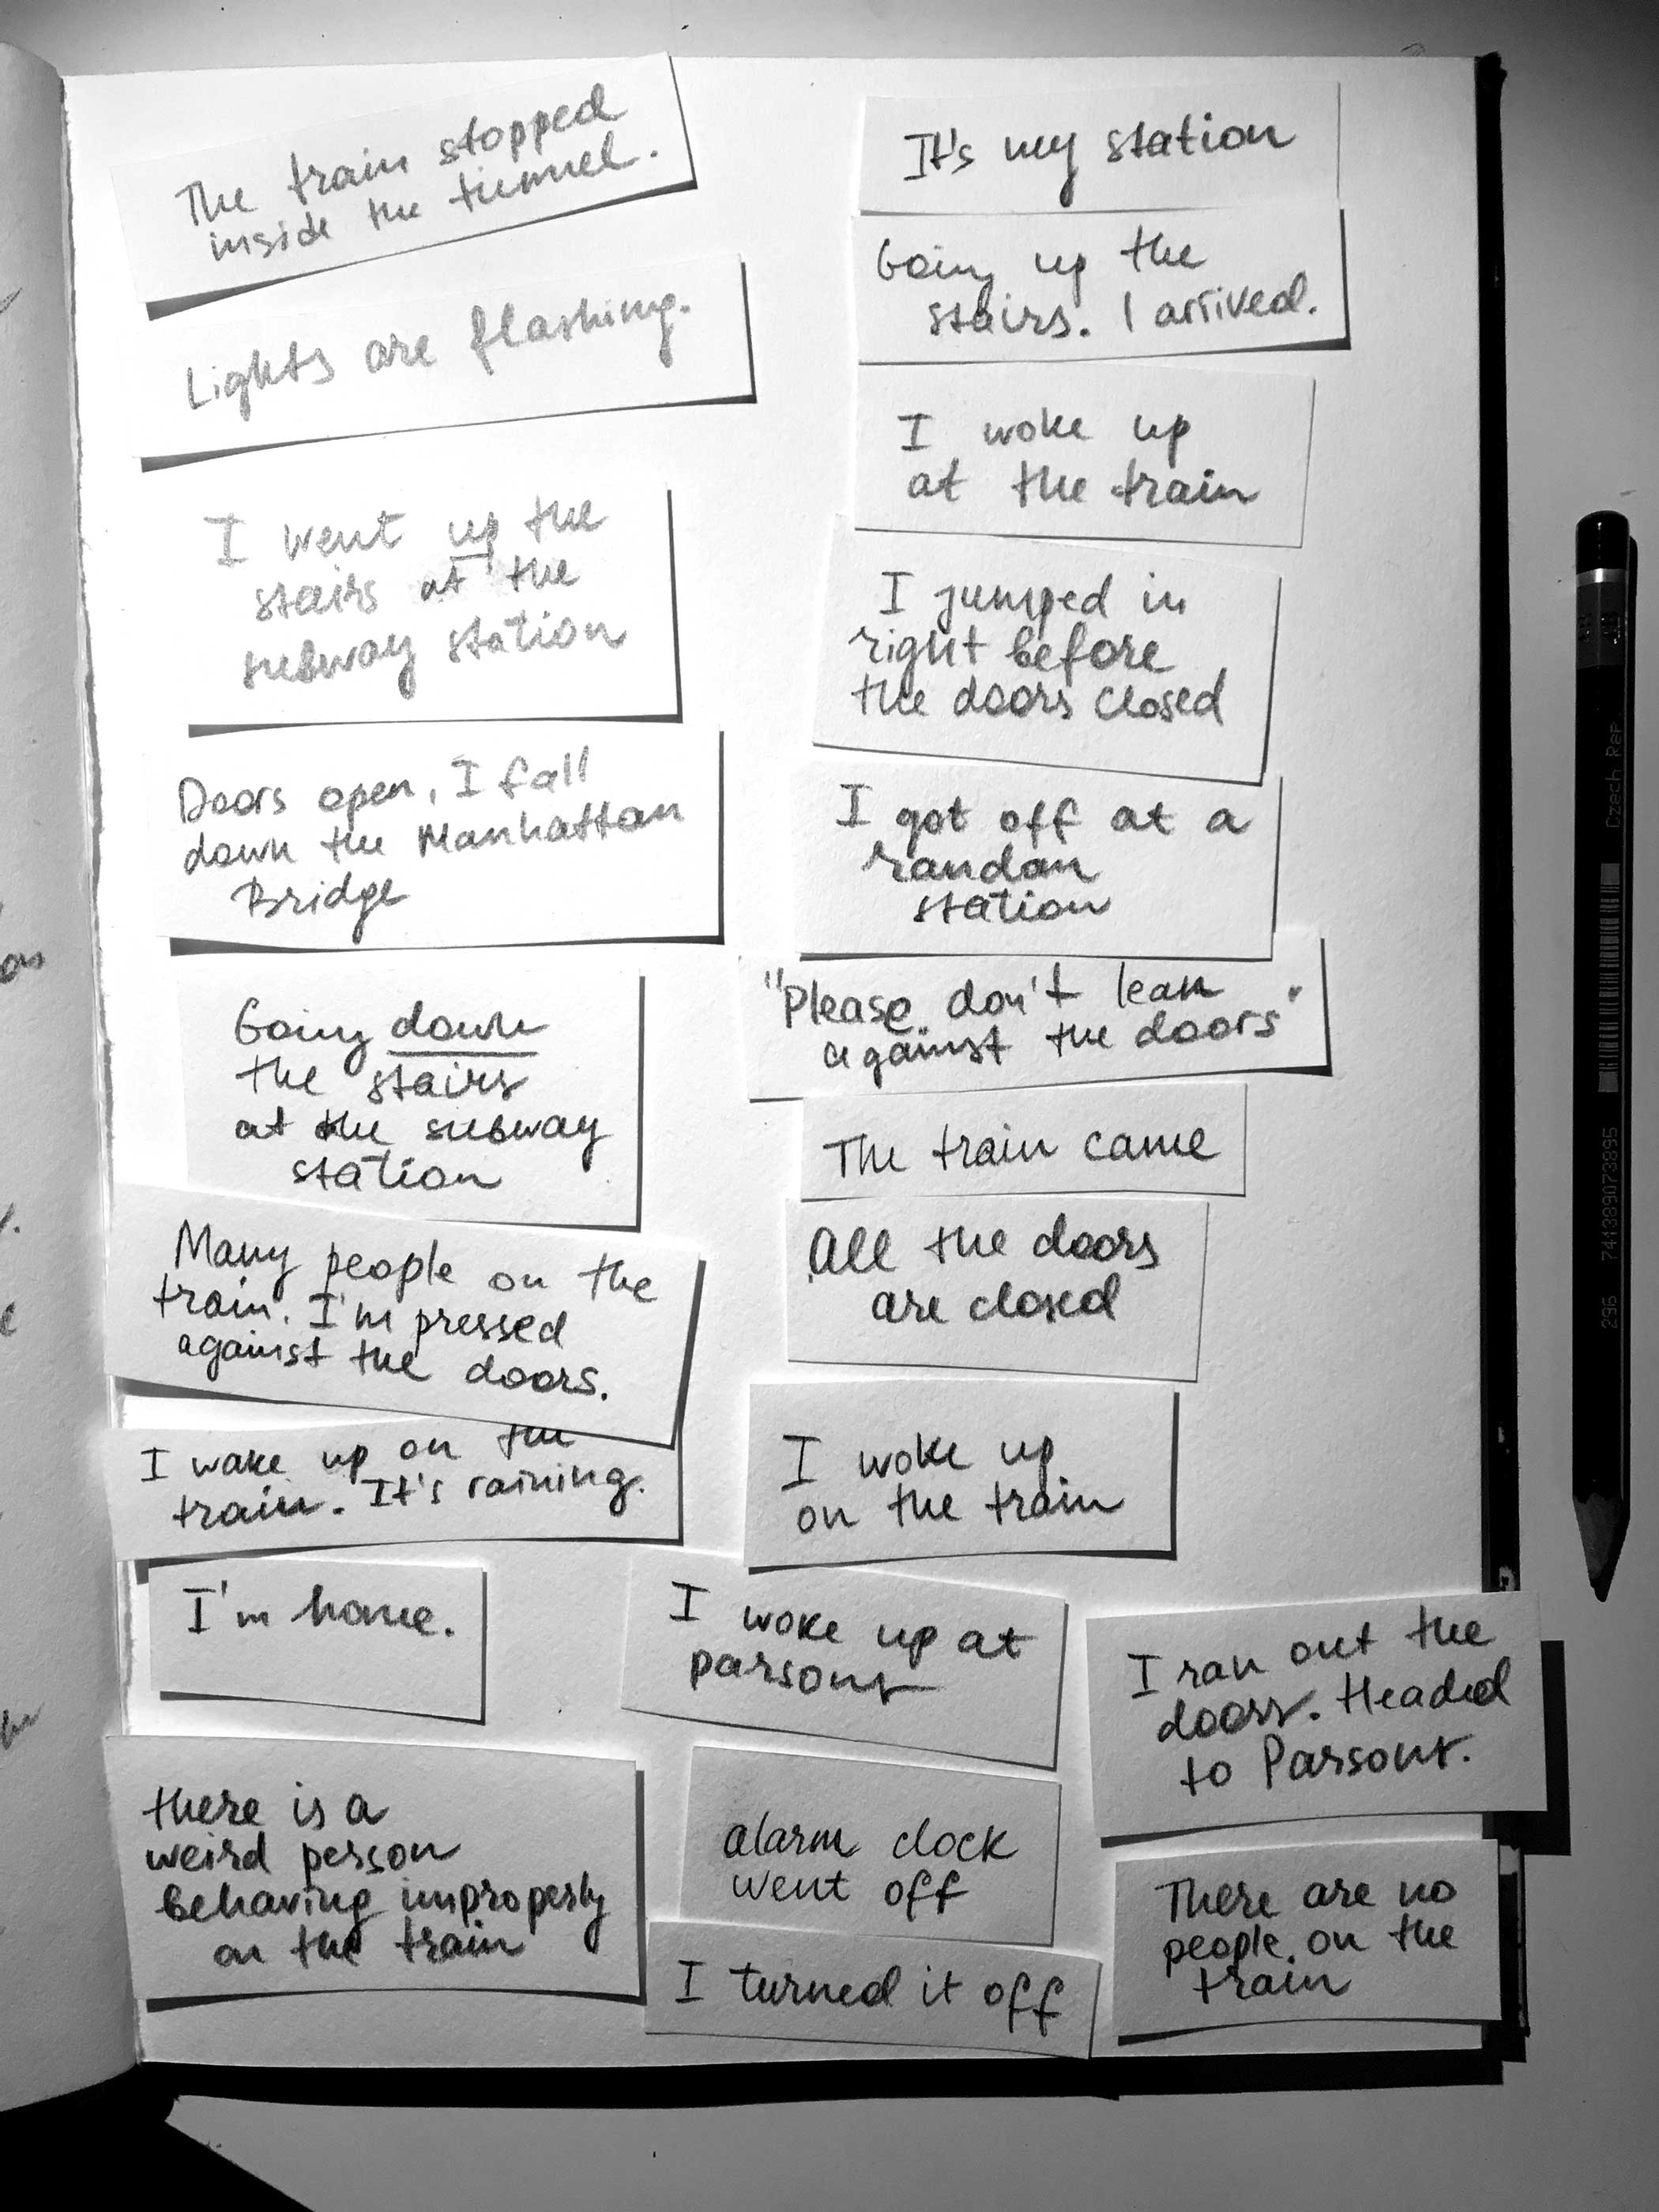 The train stopped
inside the tunnel.
Lights are flashing.
I went up the
stairs at the
subway station
Doors open, I fall
down the Manhattan
Bridge
Going down
the stairs
at the subway
station
Many people on the
train. I'm pressed
against the doors.
I wake up on the
train. It's raining.
I'm home.
there is a
weird person
behaving improperly
on the train
It's my station
Going up the
stairs. I arrived.
I woke up
at the train
I jumped in
right before
the doors closed
I got off at a
randon
station
"Please don't lean
against the doors"
The train came
All the doors
are closed
I woke up
on the train
I woke up at
parsons
alarm clock
went off
I turned it off
I ran out the
doors. Headed
to Parsons.
There are no
people on the
train
Czech Rep
296 741389073895